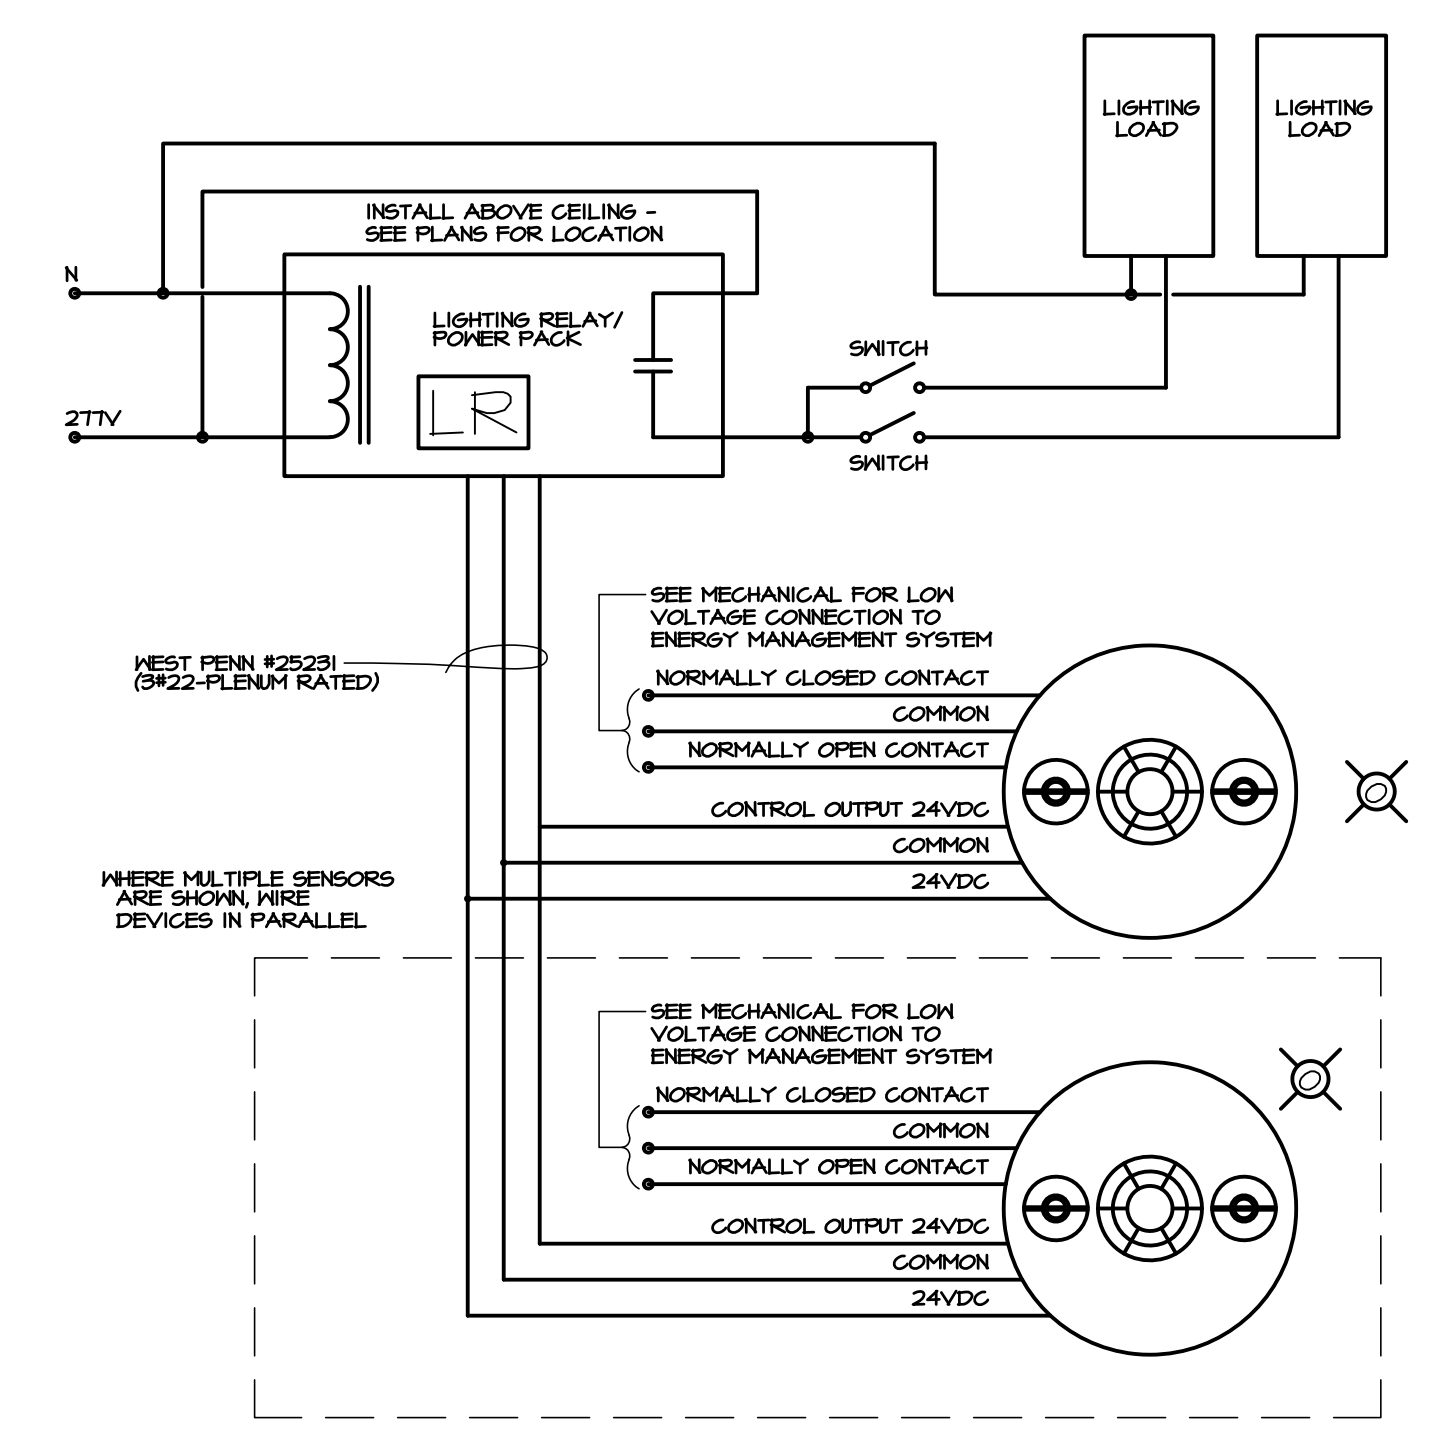 LIGHTING
LOAD
LIGHTING
LOAD
INSTALL ABOVE CEILING -
SEE PLANS FOR LOCATION
N
LIGHTING RELAY/
POWER PACK
LR
277V
SWITCH
SWITCH
SEE MECHANICAL FOR LOW
VOLTAGE CONNECTION TO
ENERGY MANAGEMENT SYSTEM
WEST PENN #25231
(3#22-PLENUM RATED)
NORMALLY CLOSED CONTACT
COMMON
NORMALLY OPEN CONTACT
CONTROL OUTPUT 24VDC
COMMON
24VDC
WHERE MULTIPLE SENSORS
ARE SHOWN, WIRE
DEVICES IN PARALLEL
SEE MECHANICAL FOR LOW
VOLTAGE CONNECTION TO
ENERGY MANAGEMENT SYSTEM
NORMALLY CLOSED CONTACT
COMMON
NORMALLY OPEN CONTACT
CONTROL OUTPUT 24VDC
COMMON
24VDC